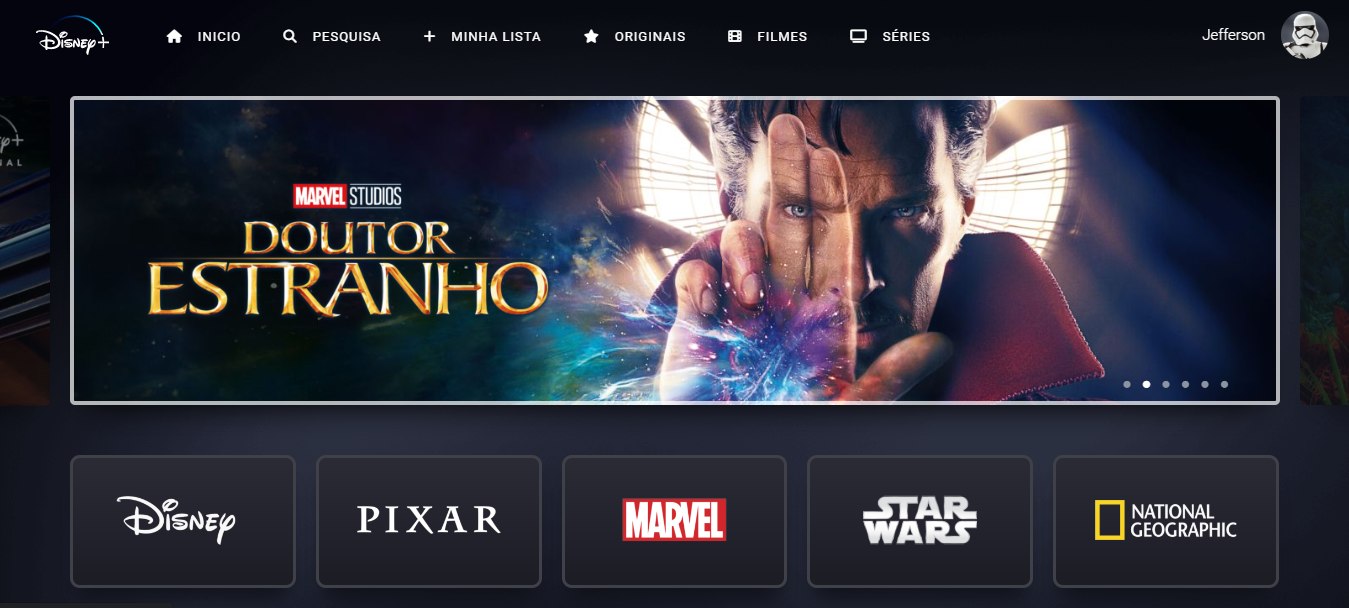 Disney+
INICIO
PESQUISA
MINHA LISTA
ORIGINAIS
FILMES
SÉRIES
Jefferson
MARVEL STUDIOS
DOUTOR
ESTRANHO
Disney
PIXAR
MARVEL
STAR
WARS
NATIONAL
GEOGRAPHIC